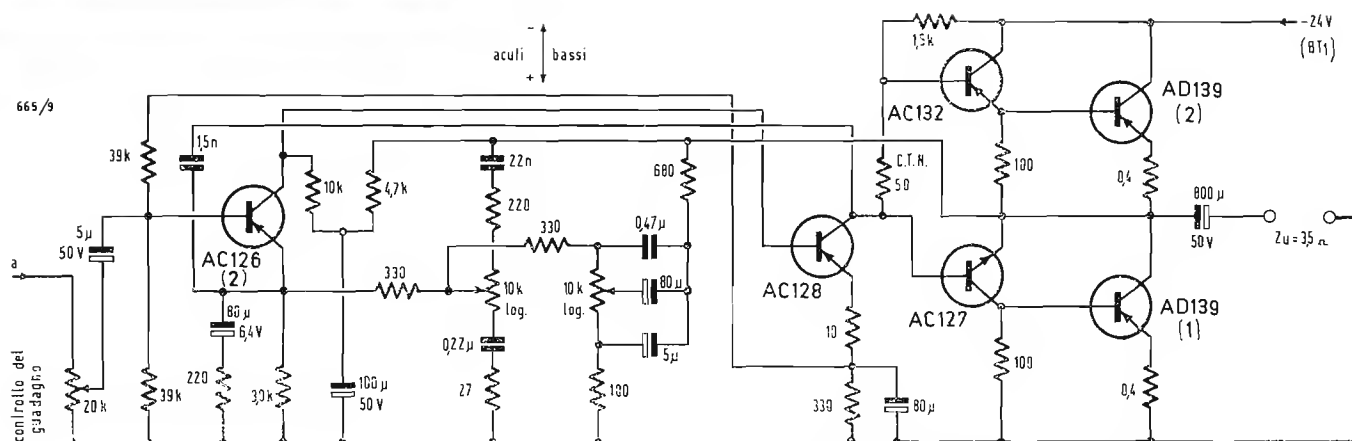 665/9
-
acuti
bassi
+
1,5k
-24V
(BT1)
AC132
AD139
(2)
39k
1,5n
10k
4,7k
22n
220
680
C.T.N.
50
100
0,4
5μ
50V
AC126
(2)
330
330
0,47μ
800μ
50V
Zu=3,5 Ω
a
10k
log.
10k
log.
80μ
AC128
AC127
AD139
(1)
80μ
6,4V
0,22μ
5μ
10
100
0,4
controllo del
guadagno
20k
39k
220
100μ
50V
27
100
330
80μ